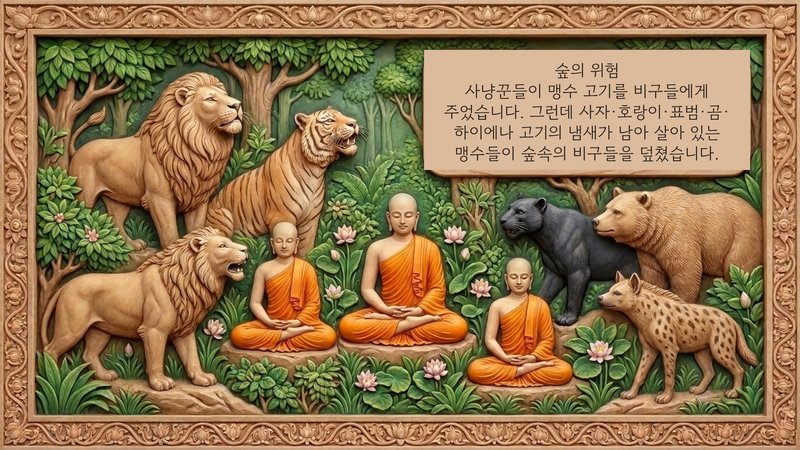 숲의 위험
사냥꾼들이 맹수 고기를 비구들에게
주었습니다. 그런데 사자·호랑이·표범·곰·
하이에나 고기의 냄새가 남아 살아 있는
맹수들이 숲속의 비구들을 덮쳤습니다.